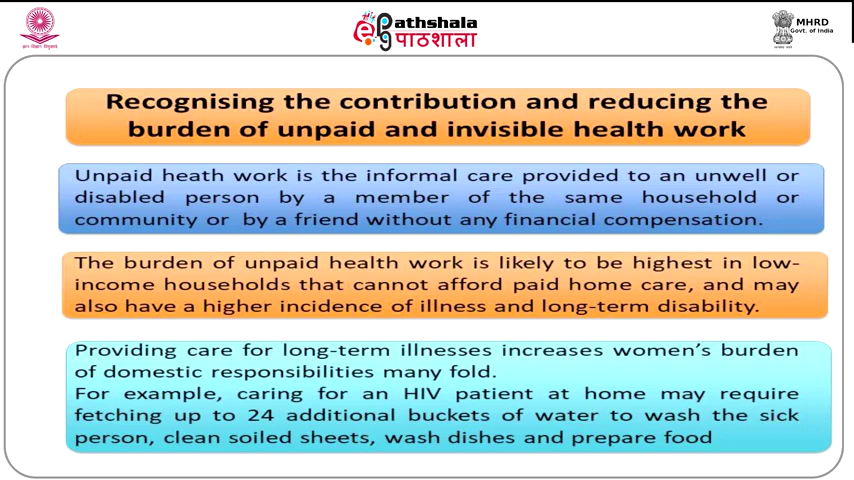 ePG Pathshala
पाठशाला
MHRD
Govt. of India
Recognising the contribution and reducing the
burden of unpaid and invisible health work
Unpaid heath work is the informal care provided to an unwell or
disabled person by a member of the same household or
community or by a friend without any financial compensation.
The burden of unpaid health work is likely to be highest in low-
income households that cannot afford paid home care, and may
also have a higher incidence of illness and long-term disability.
Providing care for long-term illnesses increases women's burden
of domestic responsibilities many fold.
For example, caring for an HIV patient at home may require
fetching up to 24 additional buckets of water to wash the sick
person, clean soiled sheets, wash dishes and prepare food